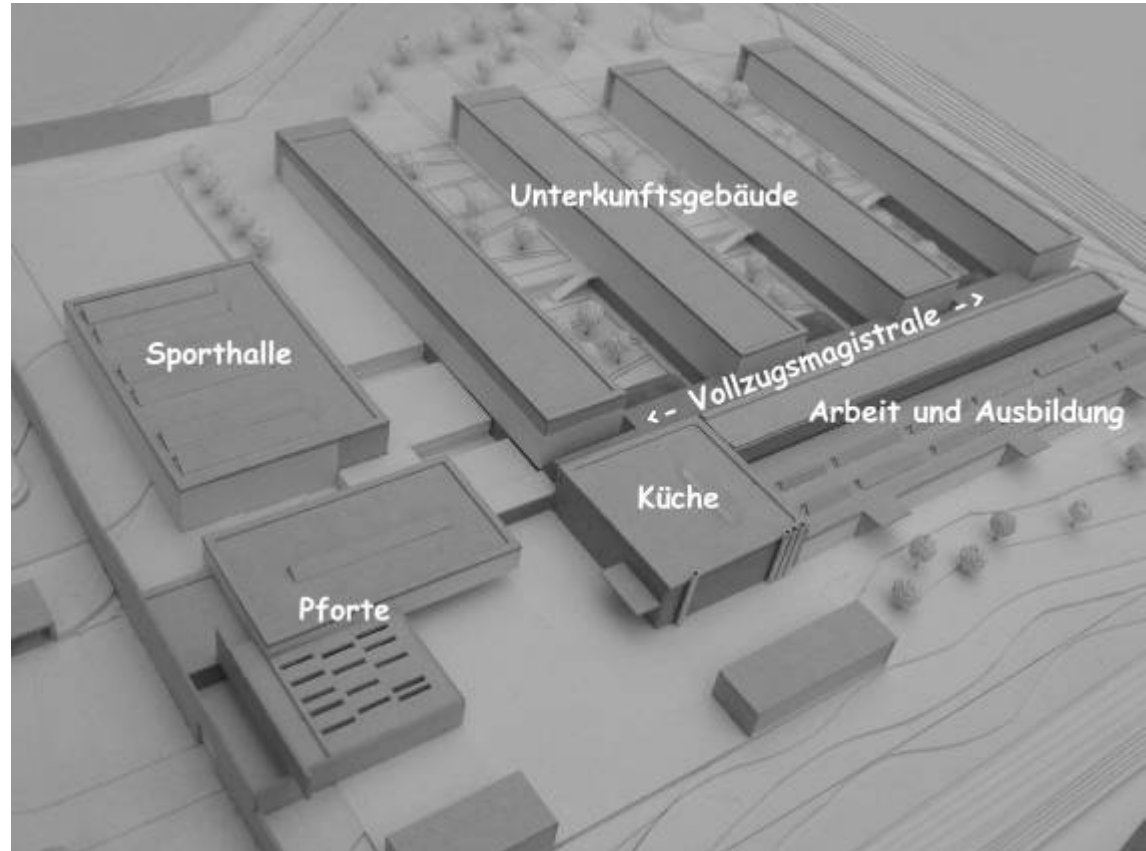 Unterkunftsgebäude
<- Vollzugsmagistrale ->
Sporthalle
Arbeit und Ausbildung
Küche
Pforte